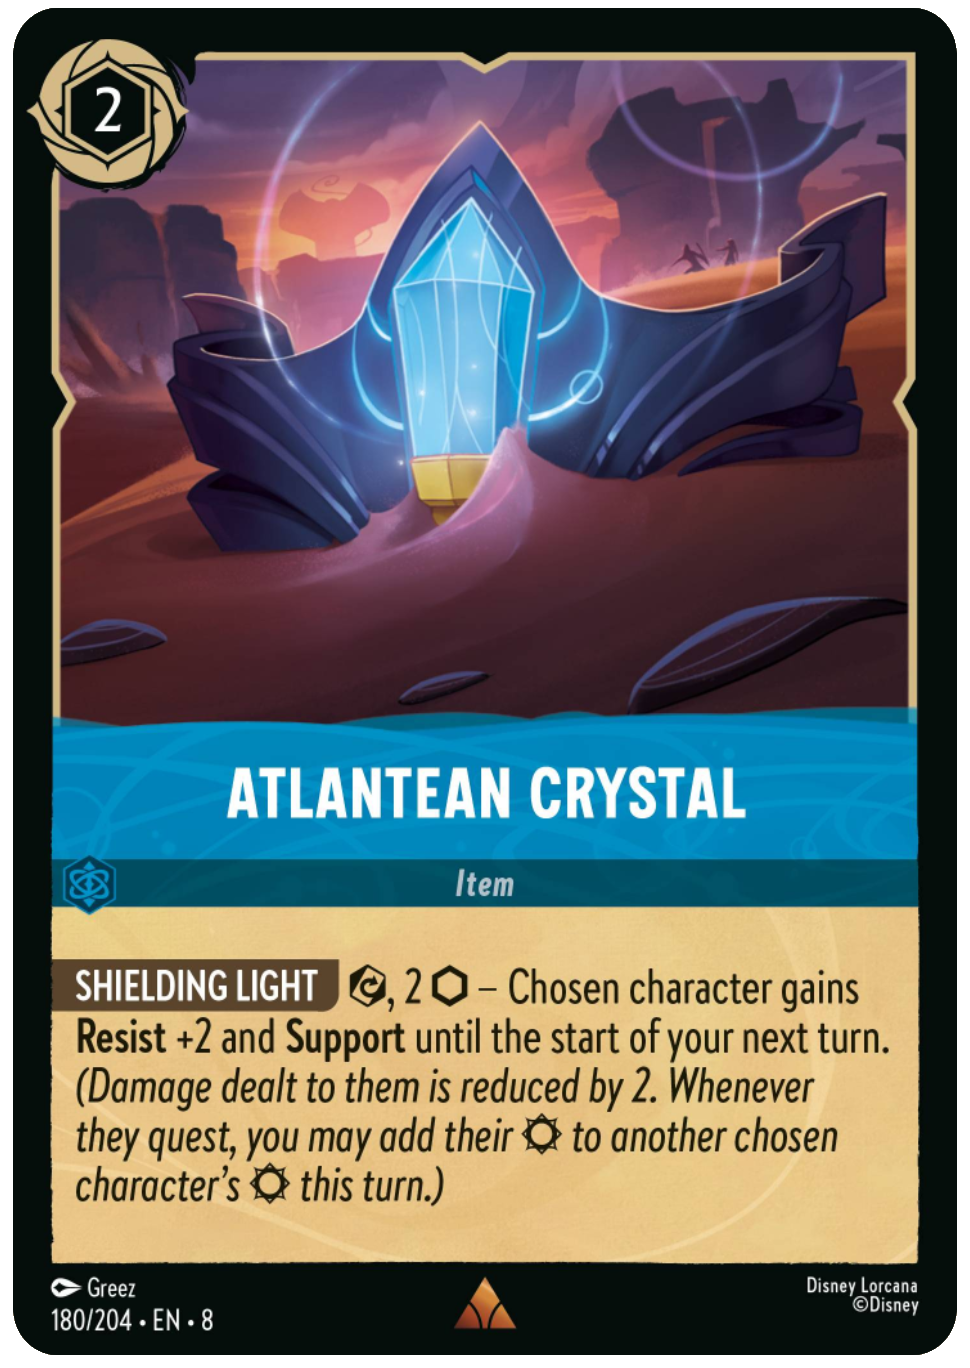 2
ATLANTEAN CRYSTAL
Item
SHIELDING LIGHT , 2 – Chosen character gains
Resist +2 and Support until the start of your next turn.
(Damage dealt to them is reduced by 2. Whenever
they quest, you may add their to another chosen
character's this turn.)
Greez
180/204 • EN • 8
Disney Lorcana
©Disney